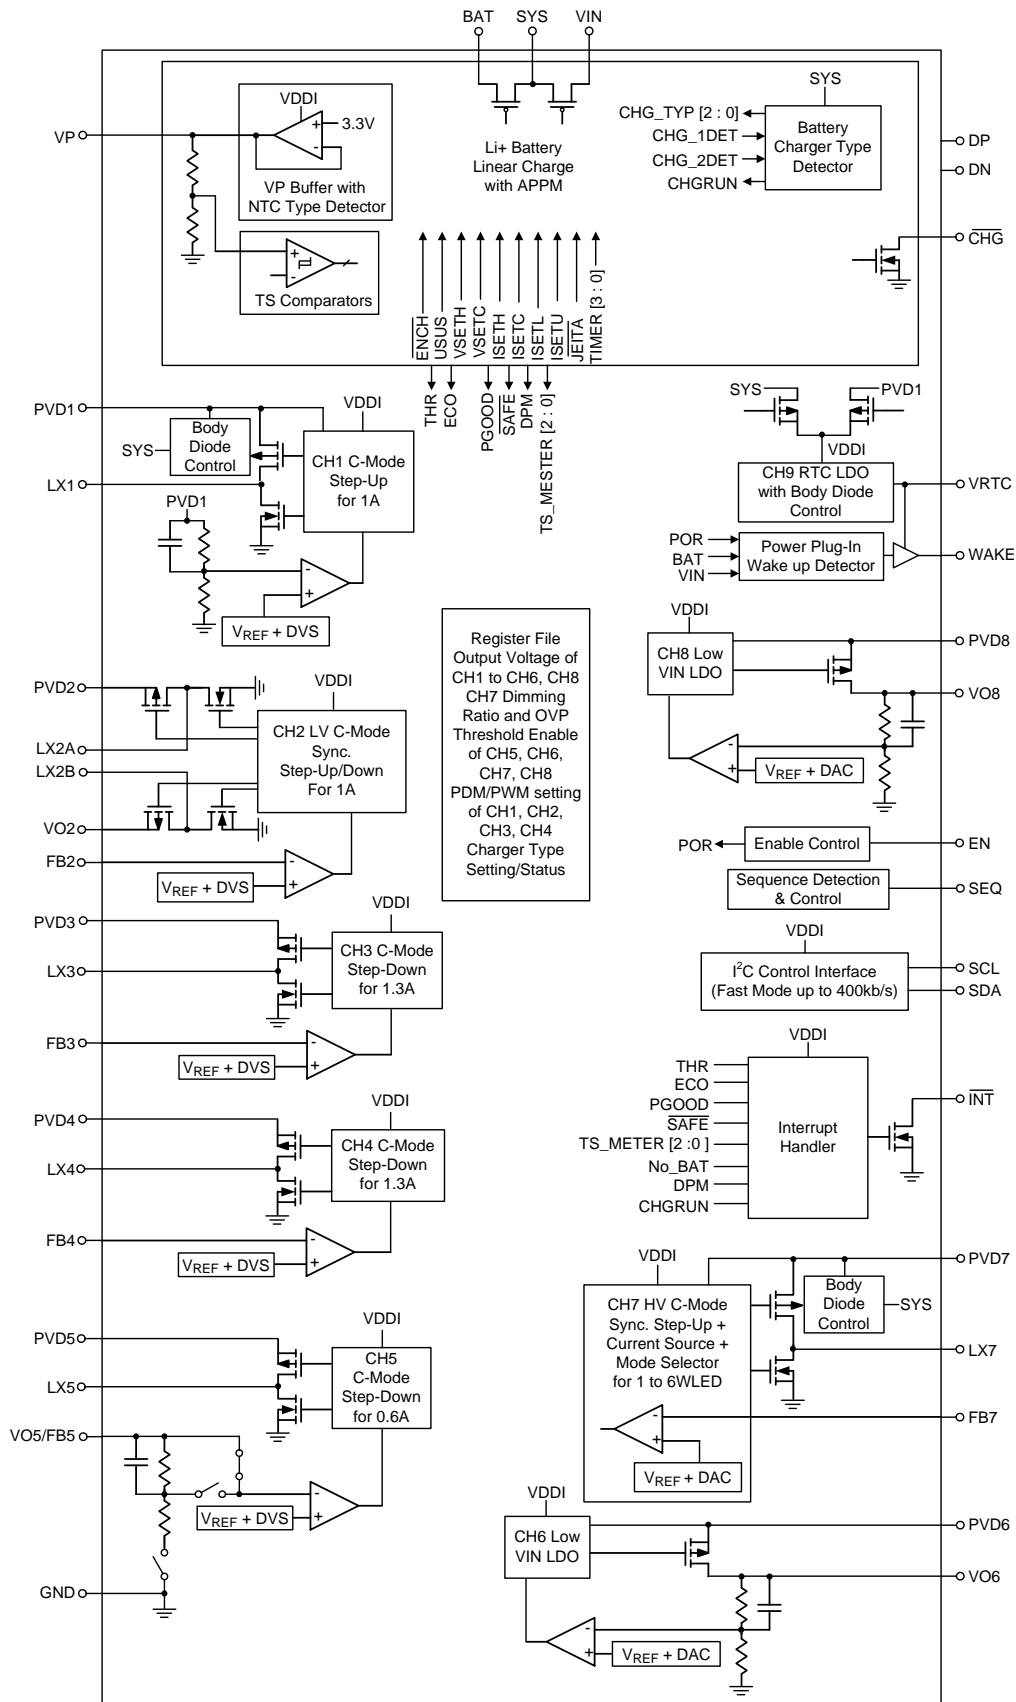 BAT SYS VIN
VP
VDDI
3.3V
+
-
VP Buffer with
NTC Type Detector
+
-
TS Comparators
Li+ Battery
Linear Charge
with APPM
SYS
CHG_TYP [2 : 0]
CHG_1DET
CHG_2DET
CHGRUN
Battery
Charger Type
Detector
DP
DN
CHG
ENCH
USUS
VSETH
VSETC
ISETH
ISETC
ISETL
ISETU
JEITA
TIMER [3 : 0]
THR
ECO
PGOOD
SAFE
DPM
TS_MESTER [2 : 0]
PVD1
SYS
Body
Diode
Control
VDDI
CH1 C-Mode
Step-Up
for 1A
LX1
PVD1
-
+
VREF + DVS
SYS
PVD1
VDDI
CH9 RTC LDO
with Body Diode
Control
VRTC
POR
BAT
VIN
Power Plug-In
Wake up Detector
WAKE
Register File
Output Voltage of
CH1 to CH6, CH8
CH7 Dimming
Ratio and OVP
Threshold Enable
of CH5, CH6,
CH7, CH8
PDM/PWM setting
of CH1, CH2,
CH3, CH4
Charger Type
Setting/Status
VDDI
CH8 Low
VIN LDO
PVD8
VO8
-
+
VREF + DAC
PVD2
LX2A
LX2B
VO2
FB2
VDDI
CH2 LV C-Mode
Sync.
Step-Up/Down
For 1A
-
+
VREF + DVS
POR
Enable Control
EN
Sequence Detection
& Control
SEQ
PVD3
LX3
FB3
VDDI
CH3 C-Mode
Step-Down
for 1.3A
-
+
VREF + DVS
VDDI
I2C Control Interface
(Fast Mode up to 400kb/s)
SCL
SDA
PVD4
LX4
FB4
VDDI
CH4 C-Mode
Step-Down
for 1.3A
-
+
VREF + DVS
VDDI
THR
ECO
PGOOD
SAFE
TS_METER [2 :0 ]
No_BAT
DPM
CHGRUN
Interrupt
Handler
INT
PVD5
LX5
VO5/FB5
GND
VDDI
CH5
C-Mode
Step-Down
for 0.6A
-
+
VREF + DVS
VDDI
CH7 HV C-Mode
Sync. Step-Up +
Current Source +
Mode Selector
for 1 to 6WLED
-
+
VREF + DAC
Body
Diode
Control
SYS
PVD7
LX7
FB7
VDDI
CH6 Low
VIN LDO
PVD6
VO6
-
+
VREF + DAC